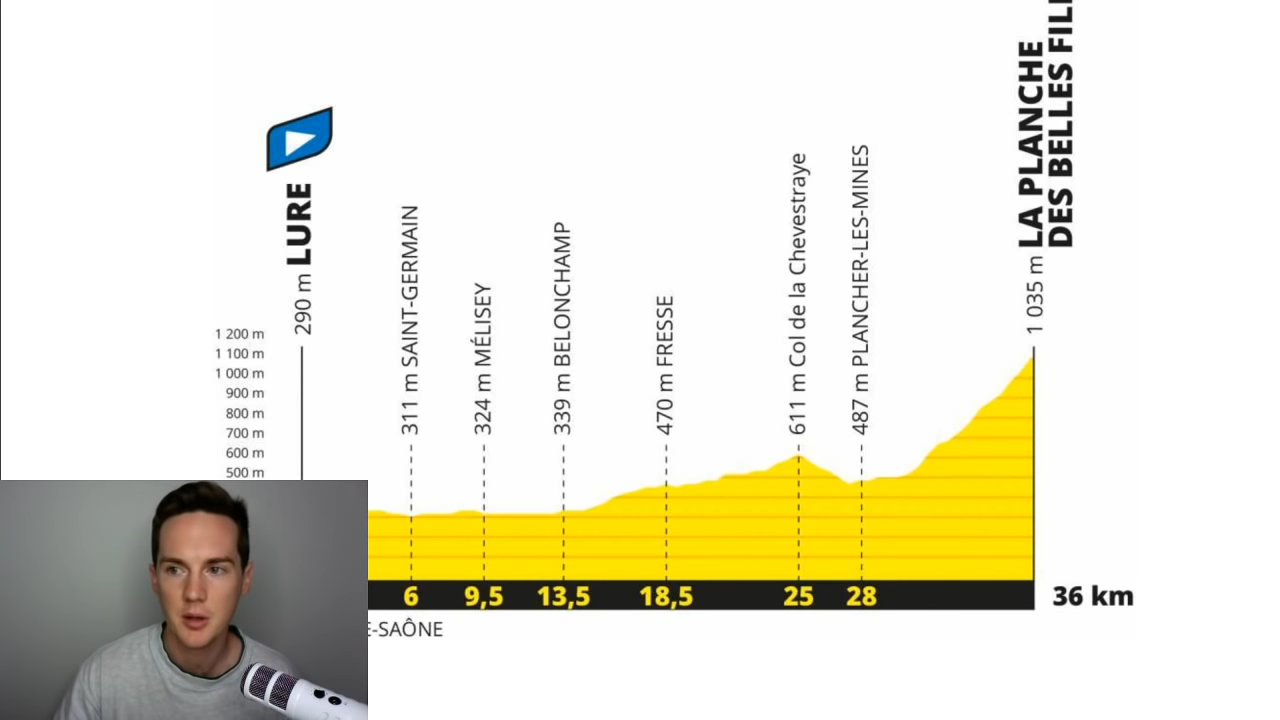 LA PLANCHE
DES BELLES
290 m LURE
311 m SAINT-GERMAIN
324 m MÉLISEY
339 m BELONCHAMP
470 m FRESSE
611 m Col de la Chevestraye
487 m PLANCHER-LES-MINES
1 035 m
1 200 m
1 100 m
1 000 m
900 m
800 m
700 m
600 m
500 m
6
9,5
13,5
18,5
25
28
36 km
E-SAÔNE